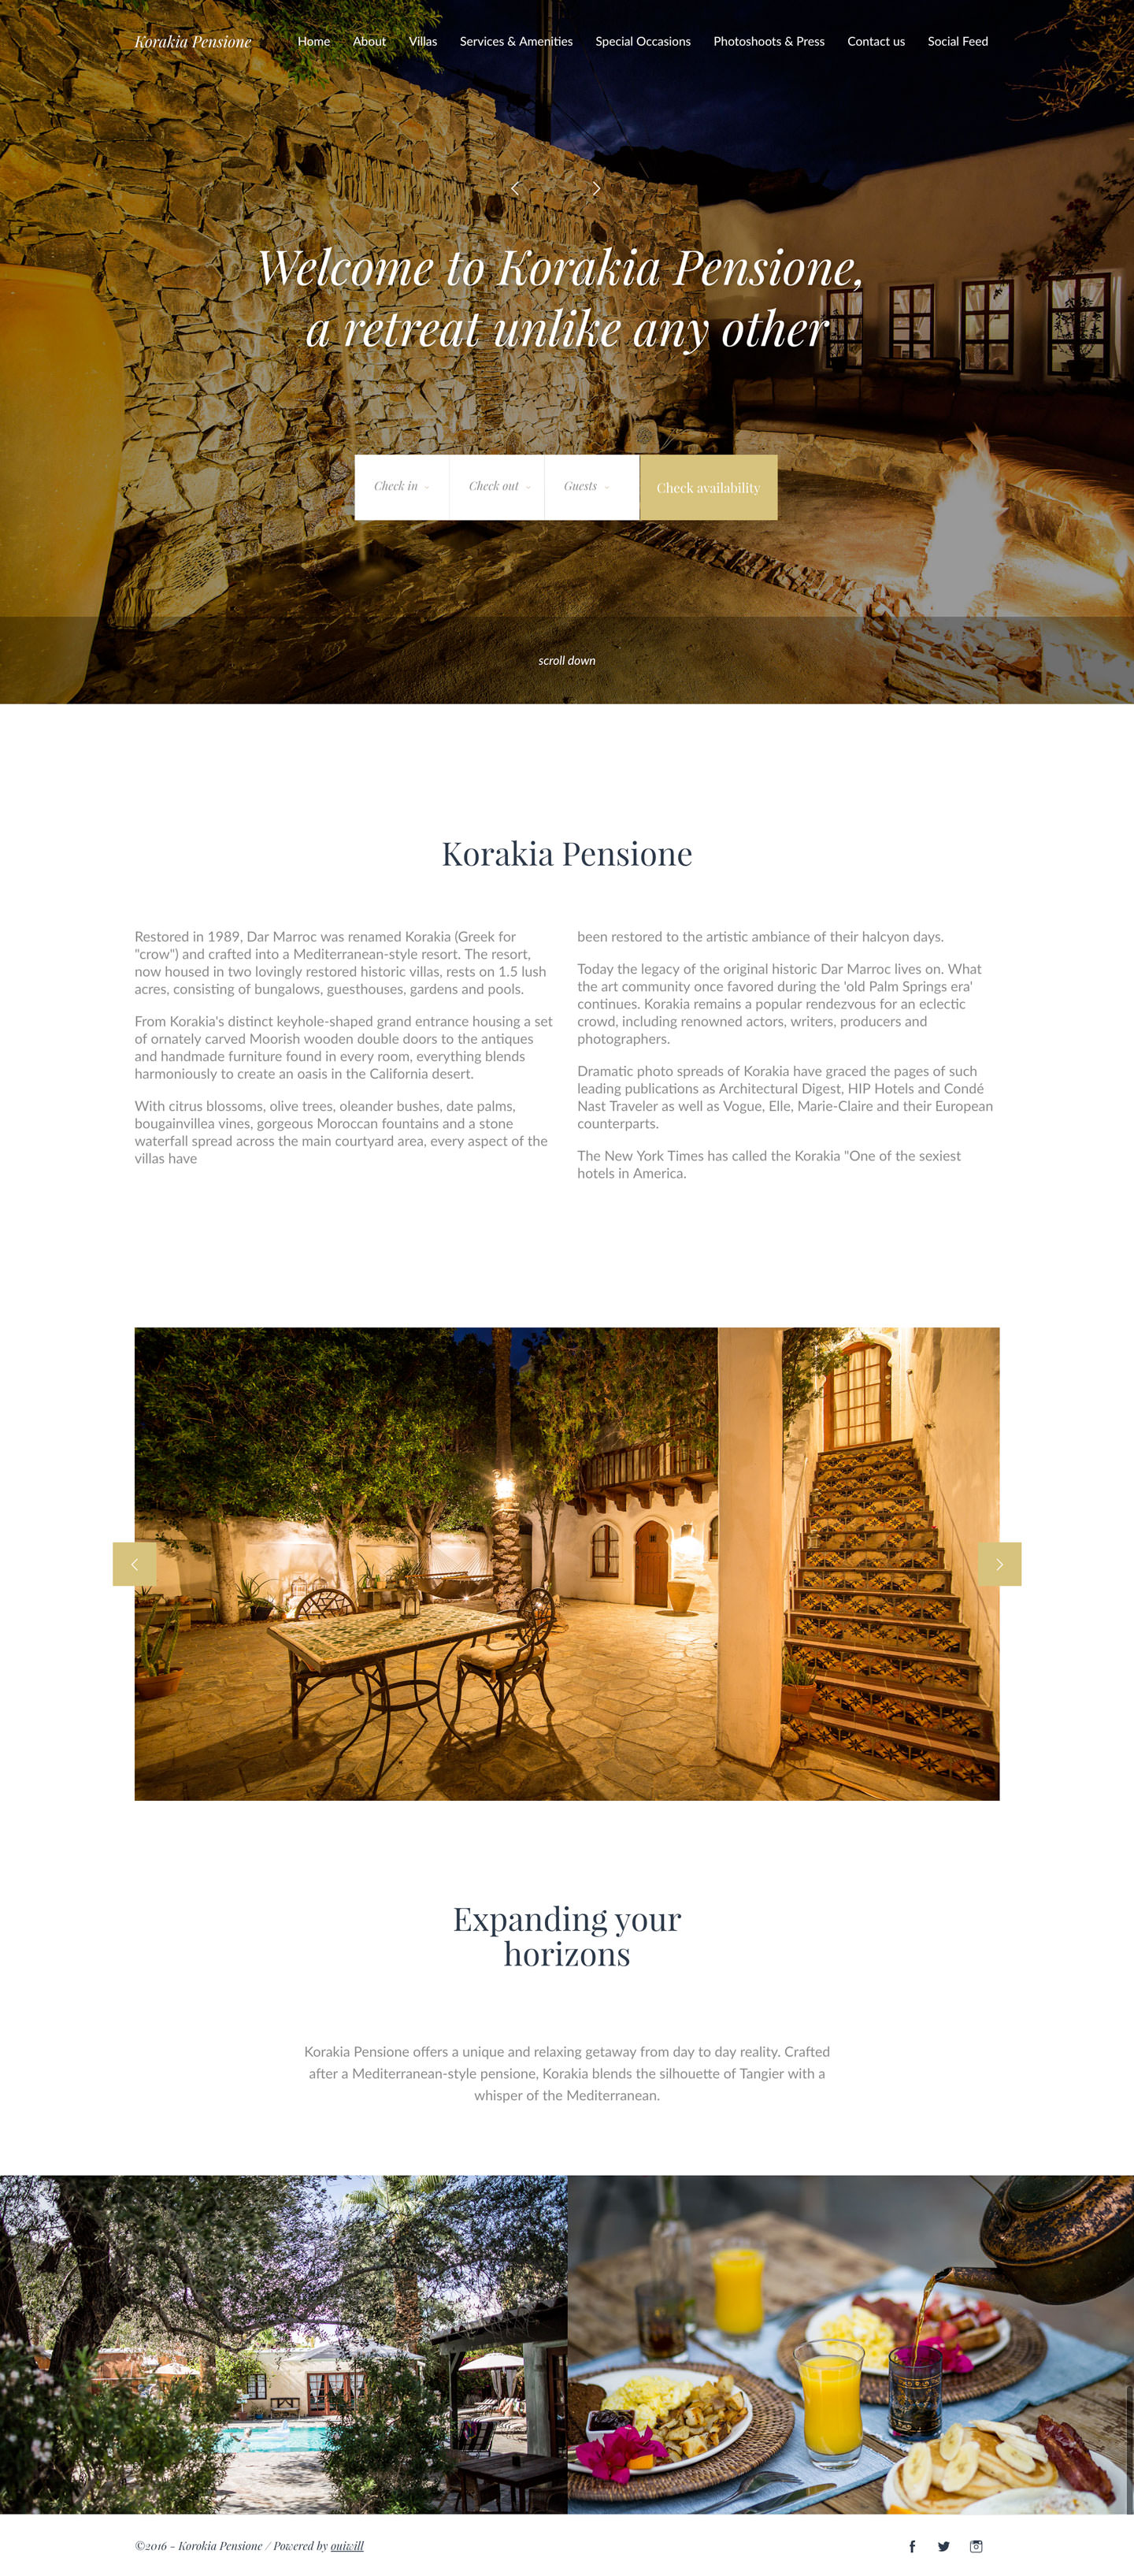 Korakia Pensione
Home About Villas Services & Amenities Special Occasions Photoshoots & Press Contact us Social Feed
Welcome to Korakia Pensione,
a retreat unlike any other
Check in Check out Guests Check availability
scroll down
Korakia Pensione
Restored in 1989, Dar Marroc was renamed Korakia (Greek for
"crow") and crafted into a Mediterranean-style resort. The resort,
now housed in two lovingly restored historic villas, rests on 1.5 lush
acres, consisting of bungalows, guesthouses, gardens and pools.
From Korakia's distinct keyhole-shaped grand entrance housing a set
of ornately carved Moorish wooden double doors to the antiques
and handmade furniture found in every room, everything blends
harmoniously to create an oasis in the California desert.
With citrus blossoms, olive trees, oleander bushes, date palms,
bougainvillea vines, gorgeous Moroccan fountains and a stone
waterfall spread across the main courtyard area, every aspect of the
villas have
been restored to the artistic ambiance of their halcyon days.
Today the legacy of the original historic Dar Marroc lives on. What
the art community once favored during the 'old Palm Springs era'
continues. Korakia remains a popular rendezvous for an eclectic
crowd, including renowned actors, writers, producers and
photographers.
Dramatic photo spreads of Korakia have graced the pages of such
leading publications as Architectural Digest, HIP Hotels and Condé
Nast Traveler as well as Vogue, Elle, Marie-Claire and their European
counterparts.
The New York Times has called the Korakia "One of the sexiest
hotels in America.
Expanding your
horizons
Korakia Pensione offers a unique and relaxing getaway from day to day reality. Crafted
after a Mediterranean-style pensione, Korakia blends the silhouette of Tangier with a
whisper of the Mediterranean.
©2016 - Korokia Pensione / Powered by ouiwill